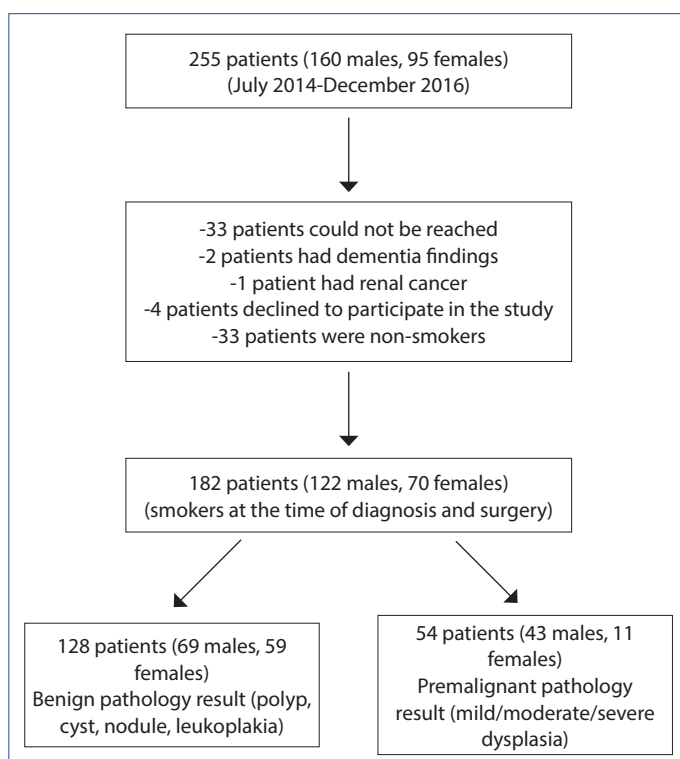 255 patients (160 males, 95 females)
(July 2014-December 2016)
-33 patients could not be reached
-2 patients had dementia findings
-1 patient had renal cancer
-4 patients declined to participate in the study
-33 patients were non-smokers
182 patients (122 males, 70 females)
(smokers at the time of diagnosis and surgery)
128 patients (69 males, 59
females)
Benign pathology result (polyp,
cyst, nodule, leukoplakia)
54 patients (43 males, 11
females)
Premalignant pathology
result (mild/moderate/severe
dysplasia)